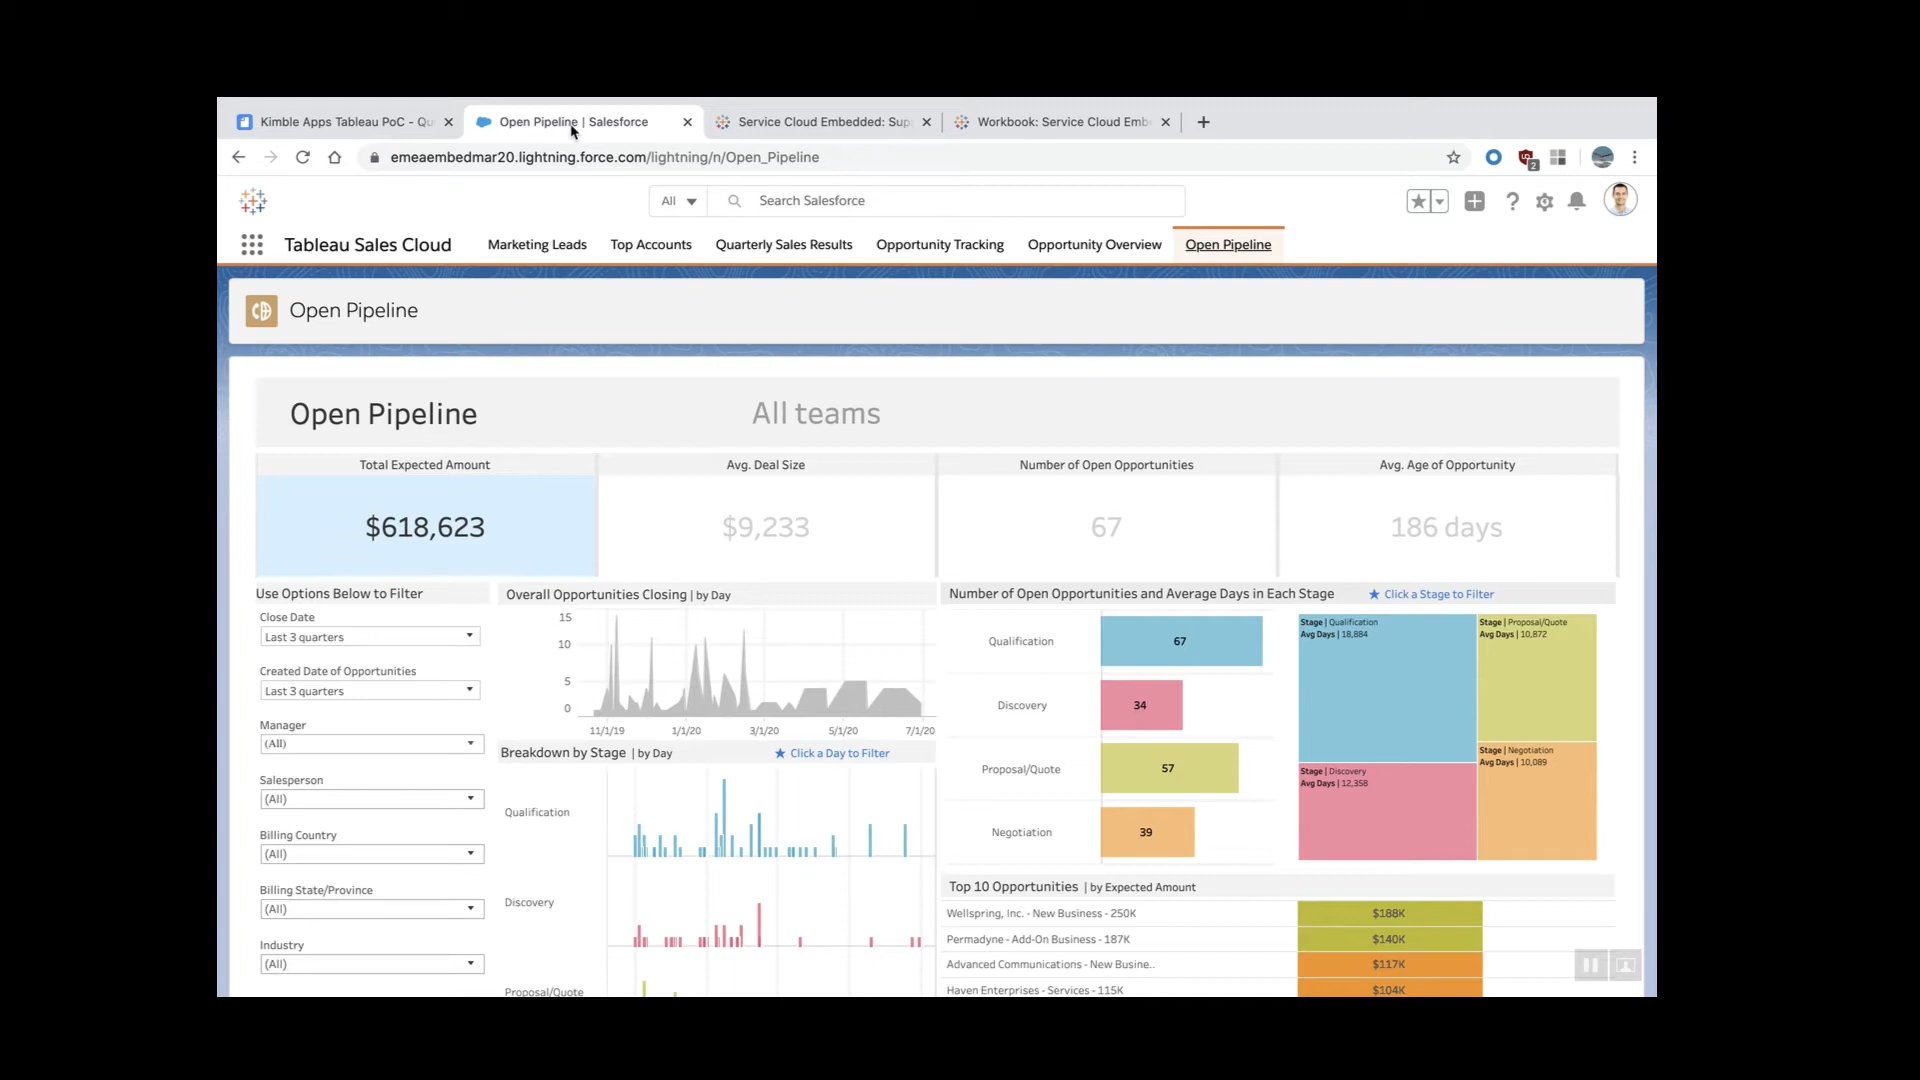 Kimble Apps Tableau PoC - Qu
Open Pipeline | Salesforce
Service Cloud Embedded: Sup
Workbook: Service Cloud Emb
emeaembedmar20.lightning.force.com/lightning/n/Open_Pipeline
2
All
Search Salesforce
Tableau Sales Cloud
Marketing Leads
Top Accounts
Quarterly Sales Results
Opportunity Tracking
Opportunity Overview
Open Pipeline
Open Pipeline
Open Pipeline
All teams
Total Expected Amount
Avg. Deal Size
Number of Open Opportunities
Avg. Age of Opportunity
$618,623
$9,233
67
186 days
Use Options Below to Filter
Close Date
Last 3 quarters
Created Date of Opportunities
Last 3 quarters
Manager
(All)
Salesperson
(All)
Billing Country
(All)
Billing State/Province
(All)
Industry
(All)
Overall Opportunities Closing | by Day
15
10
5
0
11/1/19
1/1/20
3/1/20
5/1/20
7/1/20
Breakdown by Stage | by Day
★ Click a Day to Filter
Qualification
Discovery
Proposal/Quote
Number of Open Opportunities and Average Days in Each Stage
★ Click a Stage to Filter
Qualification
67
Discovery
34
Proposal/Quote
57
Negotiation
39
Stage | Qualification
Avg Days | 18,884
Stage | Proposal/Quote
Avg Days | 10,872
Stage | Discovery
Avg Days | 12,358
Stage | Negotiation
Avg Days | 10,089
Top 10 Opportunities | by Expected Amount
Wellspring, Inc. - New Business - 250K
$188K
Permadyne - Add-On Business - 187K
$140K
Advanced Communications - New Busine..
$117K
Haven Enterprises - Services - 115K
$104K